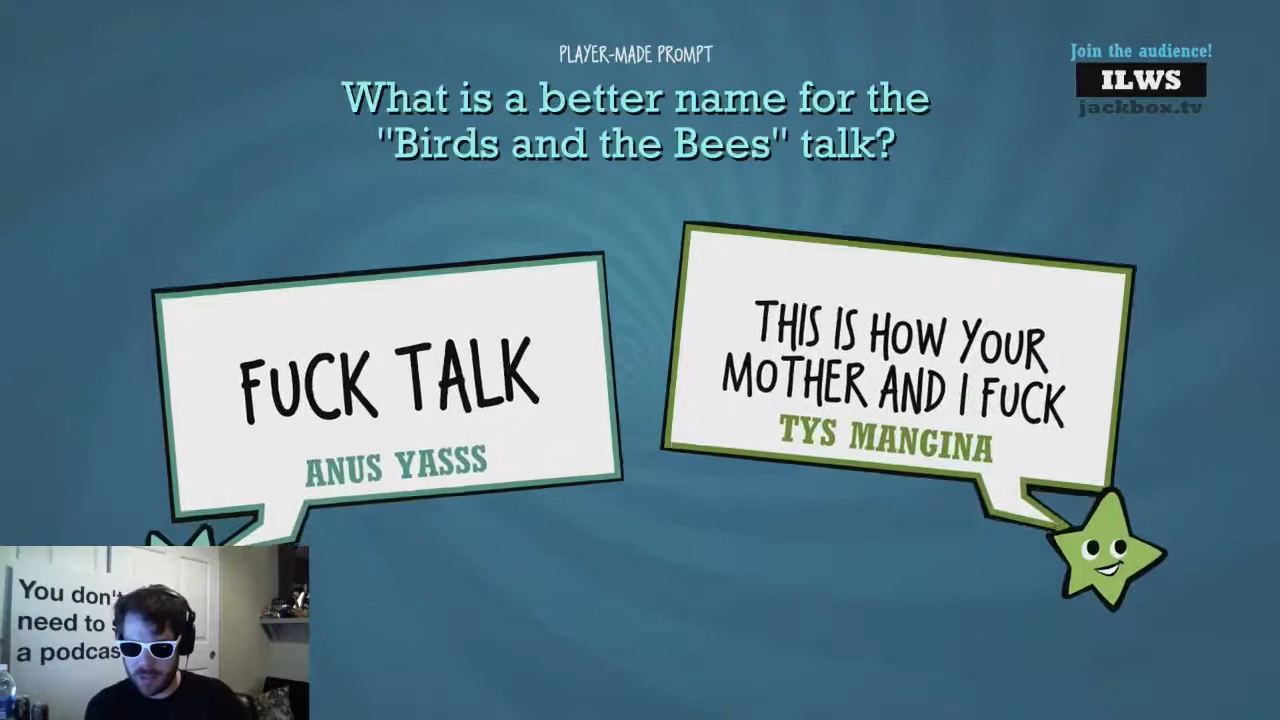 PLAYER-MADE PROMPT
What is a better name for the
"Birds and the Bees" talk?
Join the audience!
ILWS
jackbox.tv
FUCK TALK
ANUS YASSS
THIS IS HOW YOUR
MOTHER AND I FUCK
TYS MANGINA
You don't
need to
a podcas